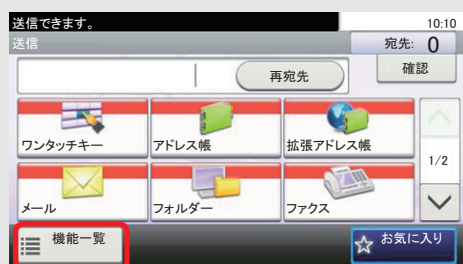 送信できます。 10:10
送信 宛先: 0
再宛先 確認
ワンタッチキー アドレス帳 拡張アドレス帳
1/2
メール フォルダー ファクス
機能一覧 お気に入り